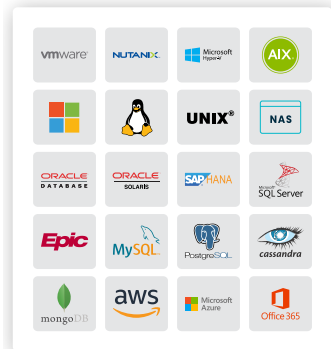 vmware
NUTANIX
Microsoft
Hyper-V
AIX
UNIX®
NAS
ORACLE
DATABASE
ORACLE
SOLARIS
SAP HANA
Microsoft
SQL Server
Epic
MySQL
PostgreSQL
cassandra
mongoDB
aws
Microsoft
Azure
Office 365